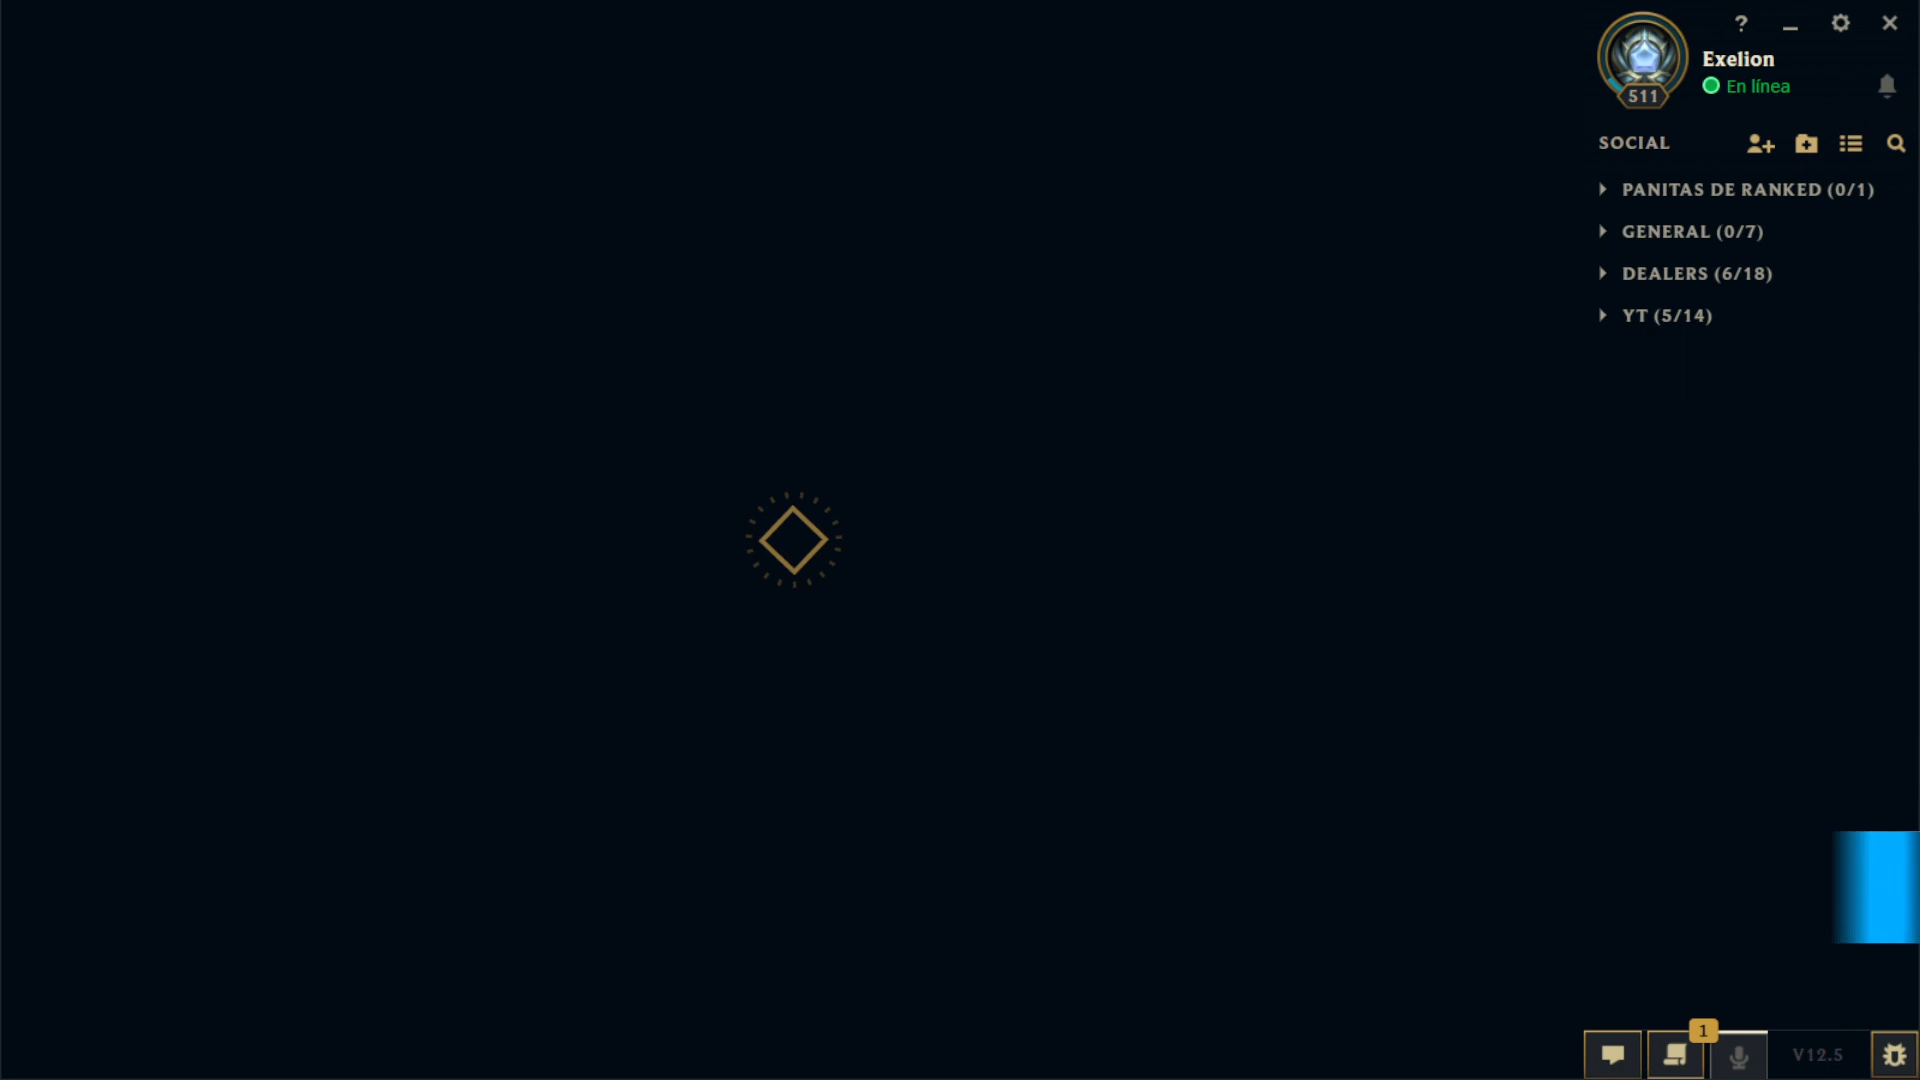 ?
Exelion
En línea
511
SOCIAL
PANITAS DE RANKED (0/1)
GENERAL (0/7)
DEALERS (6/18)
YT (5/14)
1
V12.5